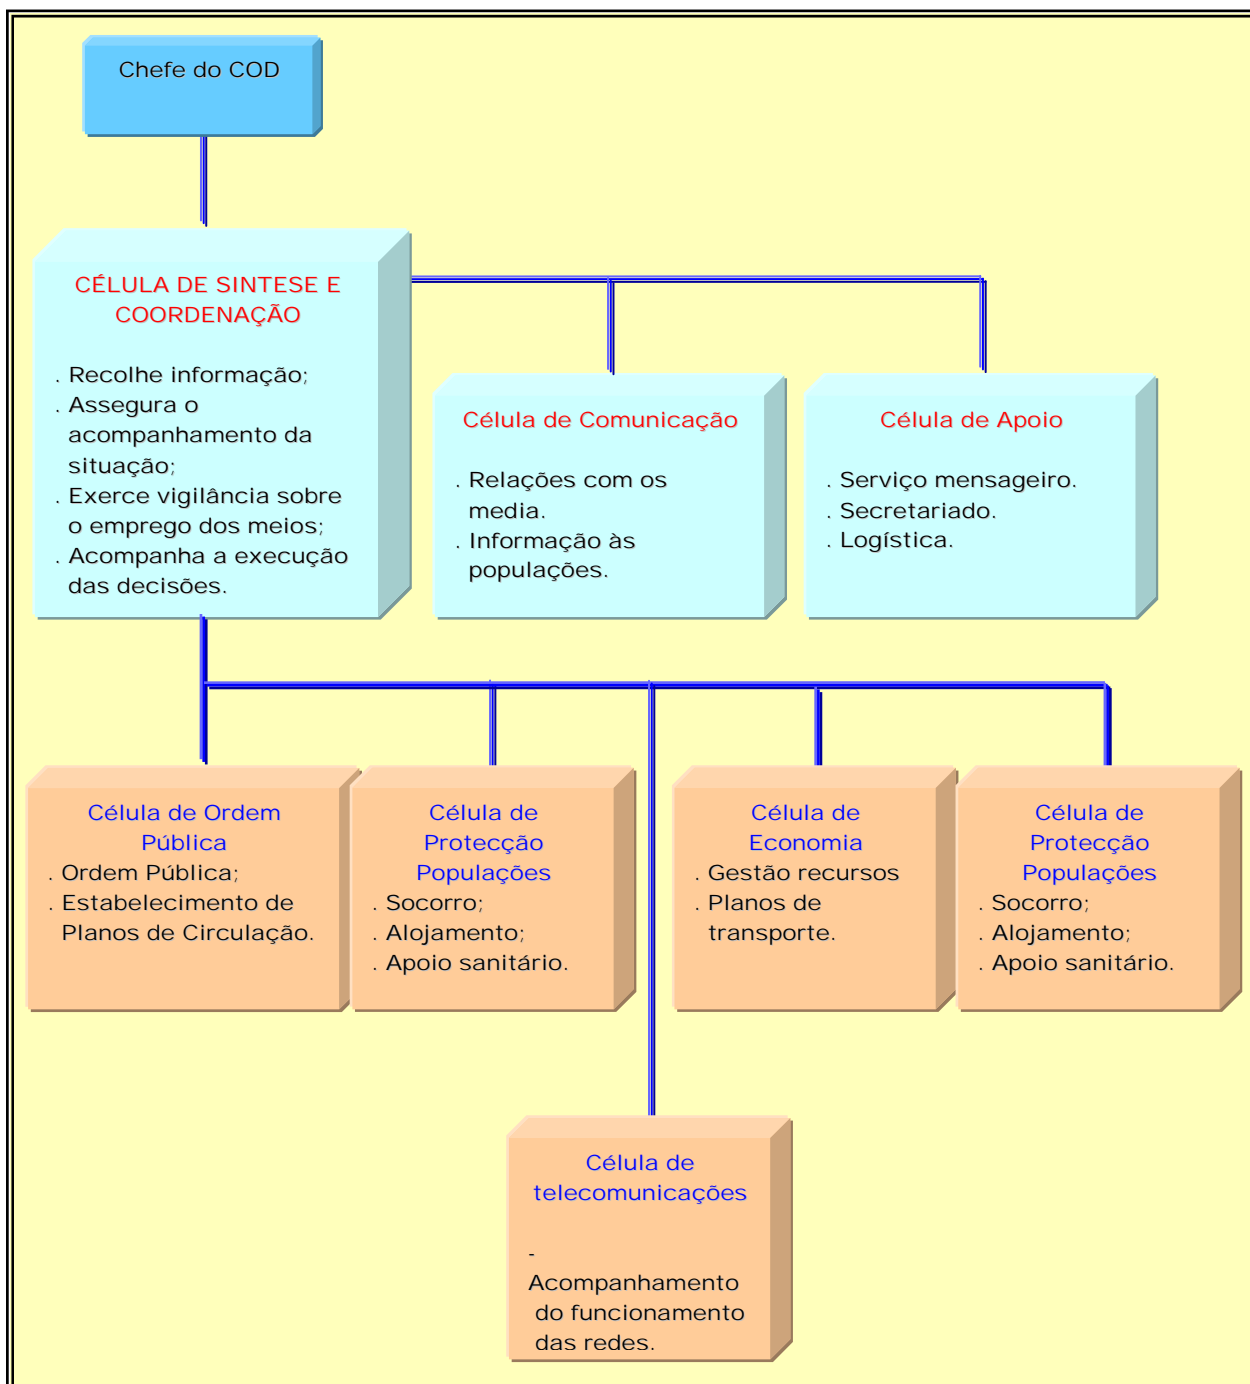 Chefe do COD
CÉLULA DE SINTESE E
COORDENAÇÃO
. Recolhe informação;
. Assegura o
acompanhamento da
situação;
. Exerce vigilância sobre
o emprego dos meios;
. Acompanha a execução
das decisões.
Célula de Comunicação
. Relações com os
media.
. Informação às
populações.
Célula de Apoio
. Serviço mensageiro.
. Secretariado.
. Logística.
Célula de Ordem
Pública
. Ordem Pública;
. Estabelecimento de
Planos de Circulação.
Célula de
Protecção
Populações
. Socorro;
. Alojamento;
. Apoio sanitário.
Célula de
Economia
. Gestão recursos
. Planos de
transporte.
Célula de
Protecção
Populações
. Socorro;
. Alojamento;
. Apoio sanitário.
Célula de
telecomunicações
-
Acompanhamento
do funcionamento
das redes.